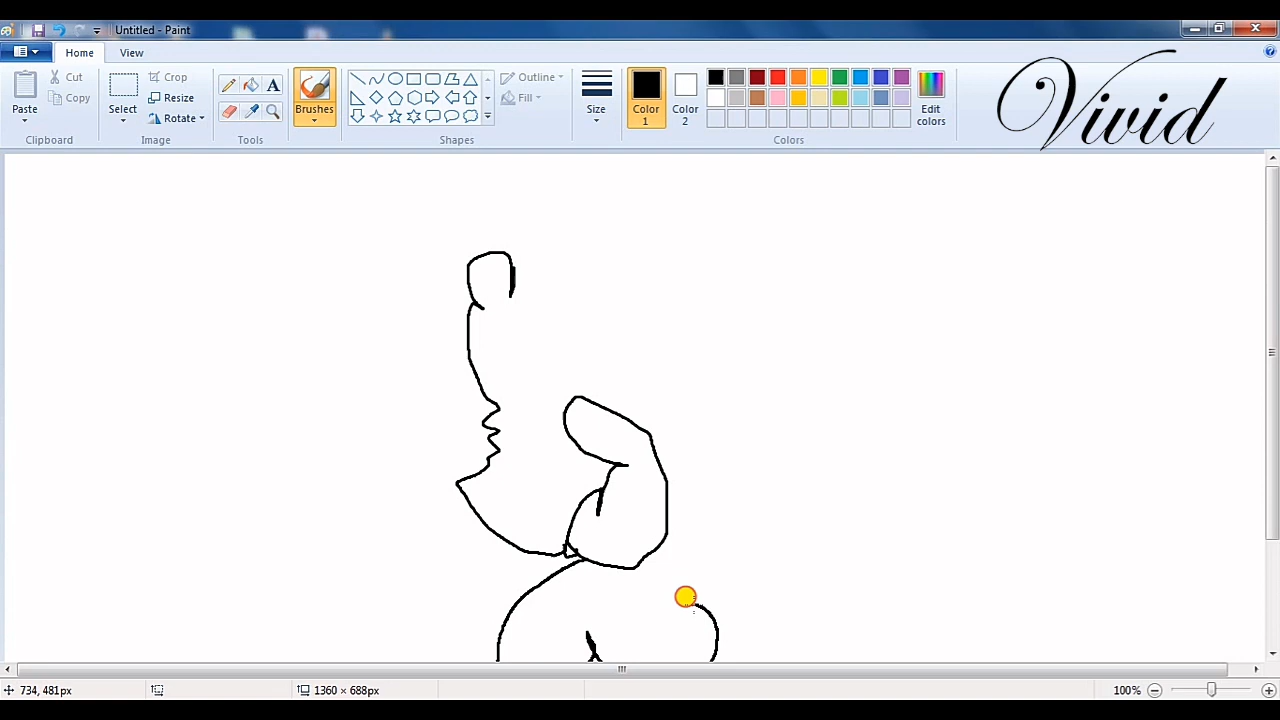 Untitled - Paint
Home View
Vivid
Paste
Cut
Copy
Clipboard
Select
Crop
Resize
Rotate
Image
A
Tools
Brushes
Shapes
Outline
Fill
Size
Color 1
Color 2
Edit colors
Colors
734, 481px
1360 × 688px
100%